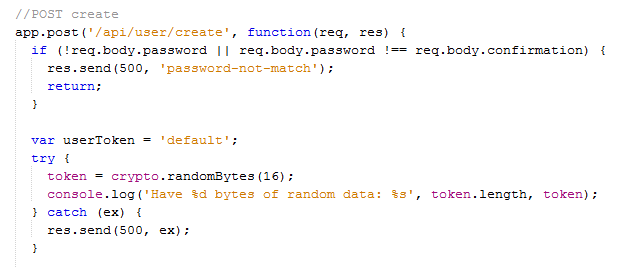 //POST create
app.post('/api/user/create', function(req, res) {
  if (!req.body.password || req.body.password !== req.body.confirmation) {
    res.send(500, 'password-not-match');
    return;
  }

  var userToken = 'default';
  try {
    token = crypto.randomBytes(16);
    console.log('Have %d bytes of random data: %s', token.length, token);
  } catch (ex) {
    res.send(500, ex);
  }